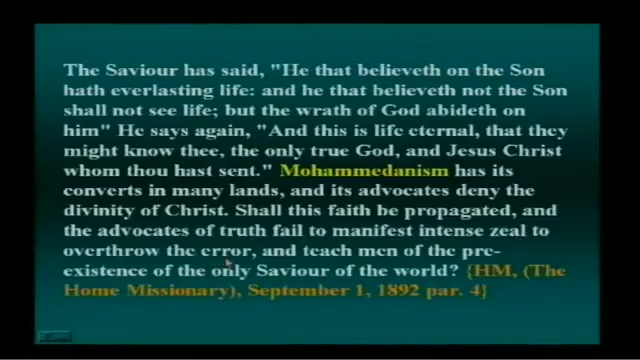 The Saviour has said, "He that believeth on the Son
hath everlasting life: and he that believeth not the Son
shall not see life; but the wrath of God abideth on
him" He says again, "And this is life eternal, that they
might know thee, the only true God, and Jesus Christ
whom thou hast sent." Mohammedanism has its
converts in many lands, and its advocates deny the
divinity of Christ. Shall this faith be propagated, and
the advocates of truth fail to manifest intense zeal to
overthrow the error, and teach men of the pre-
existence of the only Saviour of the world? {HM, (The
Home Missionary), September 1, 1892 par. 4}